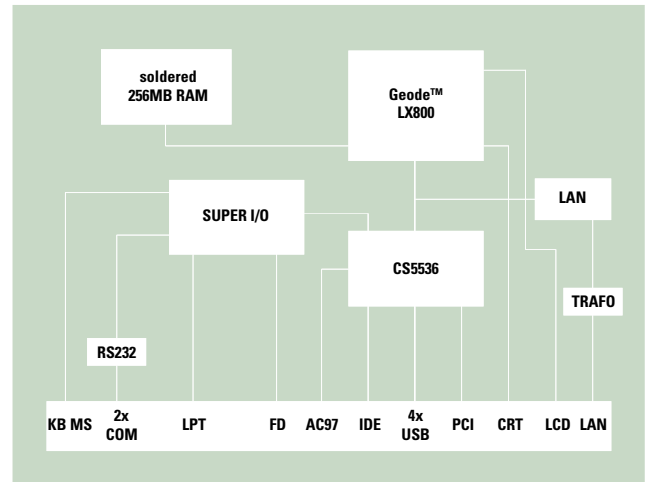 soldered
256MB RAM
Geode™
LX800
SUPER I/O
LAN
CS5536
TRAFO
RS232
KB MS
2x
COM
LPT
FD
AC97
IDE
4x
USB
PCI
CRT
LCD
LAN